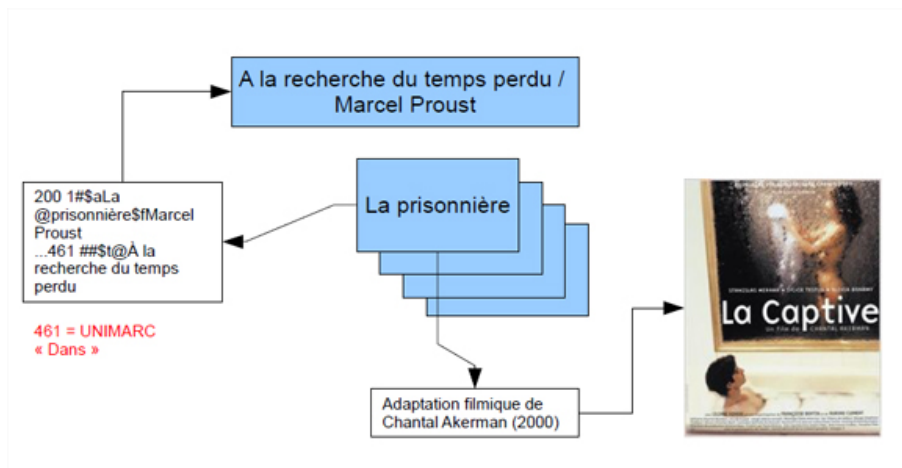 A la recherche du temps perdu /
Marcel Proust
200 1#$aLa
@prisonnière$fMarcel
Proust
...461 ##$t@À la
recherche du temps
perdu
461 = UNIMARC
« Dans »
La prisonnière
Adaptation filmique de
Chantal Akerman (2000)
La Captive
Un film de CHANTAL AKERMAN